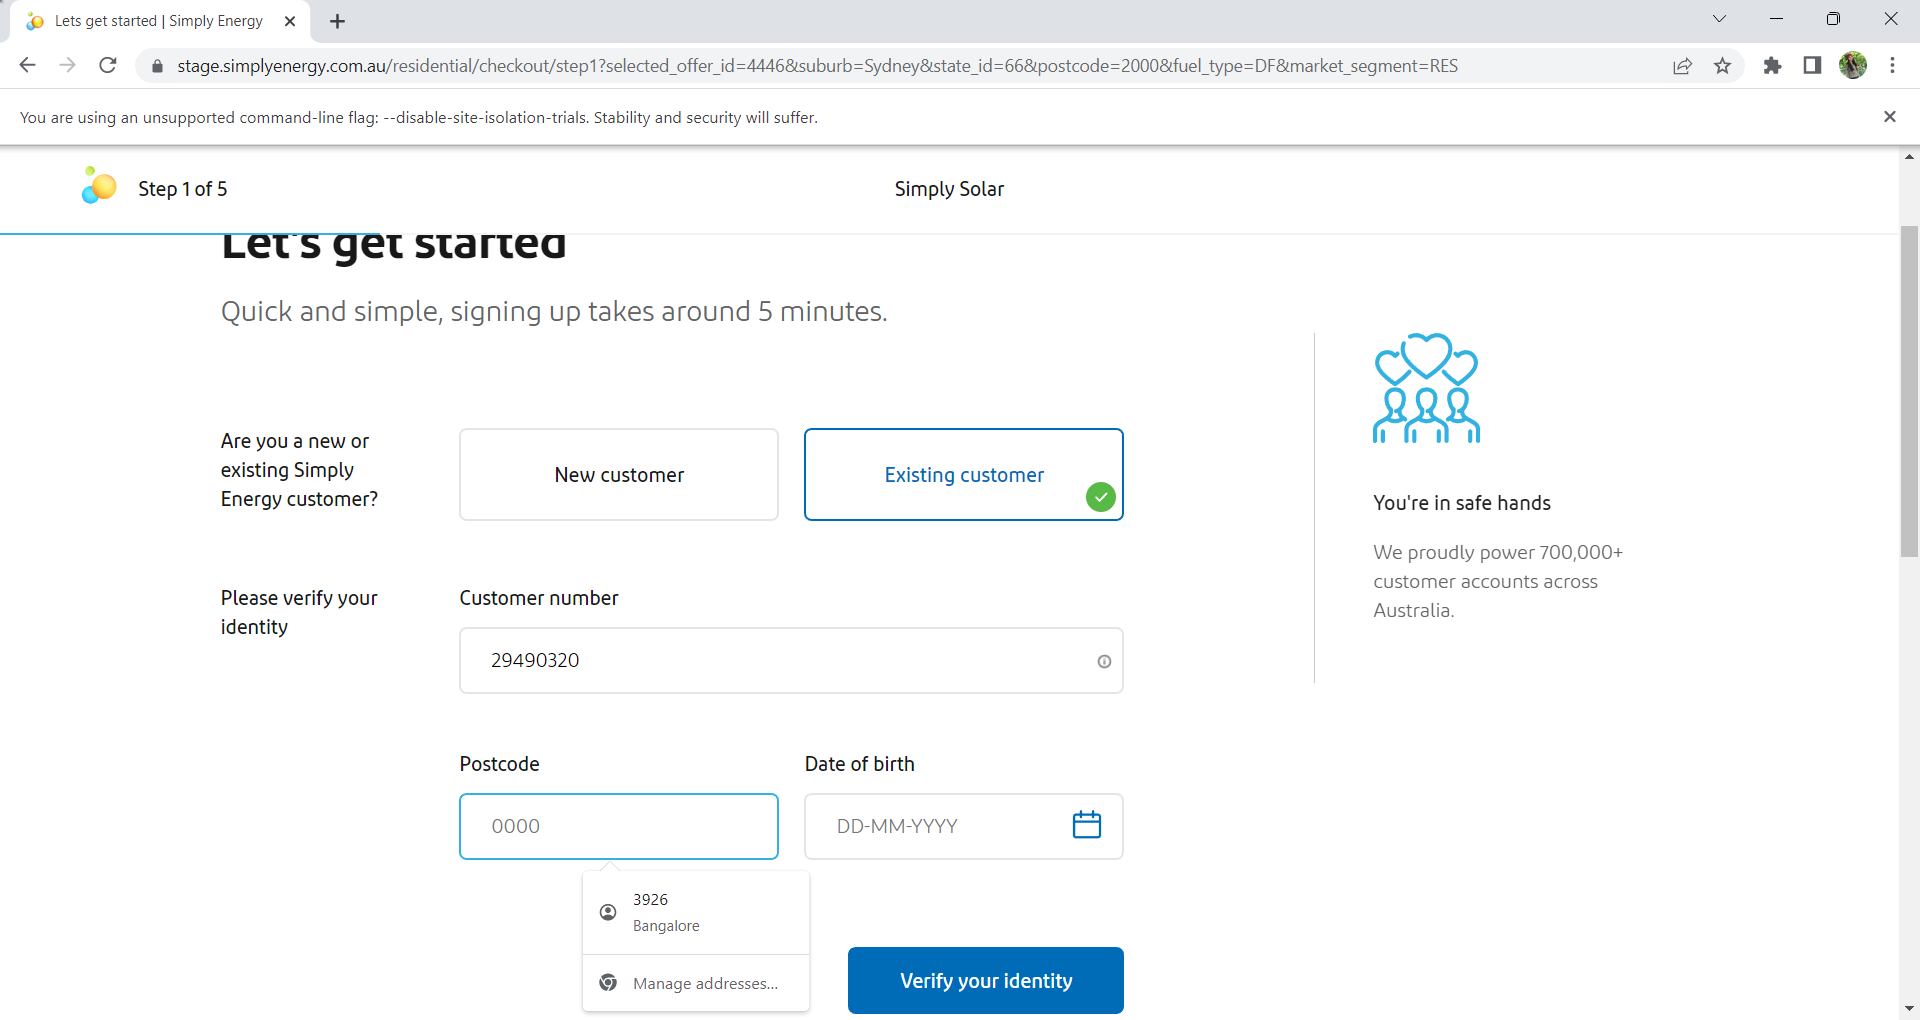 Lets get started | Simply Energy
stage.simplyenergy.com.au/residential/checkout/step1?selected_offer_id=4446&suburb=Sydney&state_id=66&postcode=2000&fuel_type=DF&market_segment=RES
You are using an unsupported command-line flag: --disable-site-isolation-trials. Stability and security will suffer.
Step 1 of 5
Simply Solar
Let's get started
Quick and simple, signing up takes around 5 minutes.
Are you a new or
existing Simply
Energy customer?
New customer
Existing customer
You're in safe hands
We proudly power 700,000+
customer accounts across
Australia.
Please verify your
identity
Customer number
29490320
Postcode
Date of birth
0000
DD-MM-YYYY
3926
Bangalore
Manage addresses...
Verify your identity